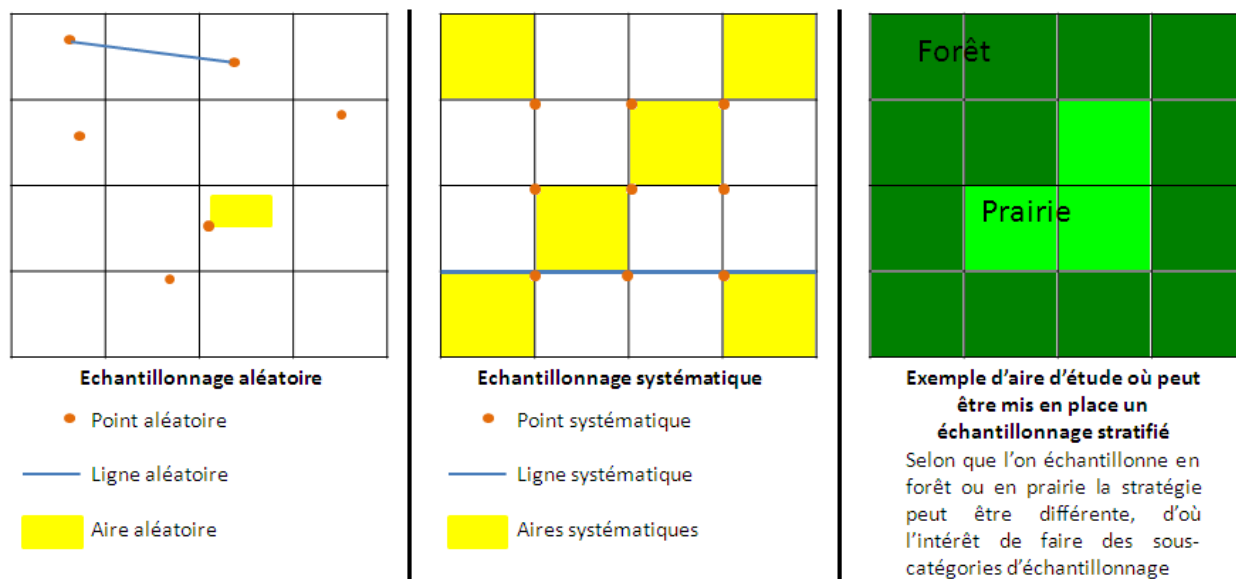 Forêt
Prairie
Echantillonnage aléatoire
Point aléatoire
Ligne aléatoire
Aire aléatoire
Echantillonnage systématique
Point systématique
Ligne systématique
Aires systématiques
Exemple d'aire d'étude où peut
être mis en place un
échantillonnage stratifié
Selon que l'on échantillonne en
forêt ou en prairie la stratégie
peut être différente, d'où
l'intérêt de faire des sous-
catégories d'échantillonnage